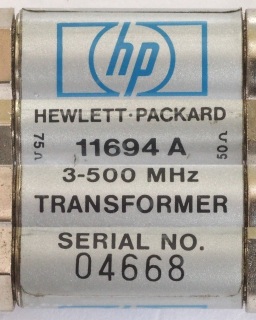 hp
HEWLETT·PACKARD
75Ω 11694 A 50Ω
3-500 MHz
TRANSFORMER
SERIAL NO.
04668